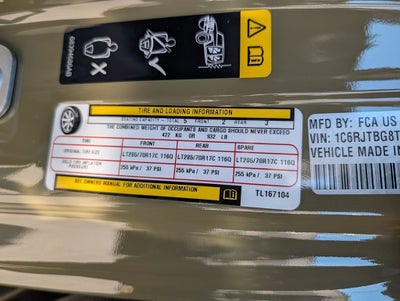 68396468AB
TIRE AND LOADING INFORMATION
SEATING CAPACITY - TOTAL 5 FRONT 2 REAR 3
THE COMBINED WEIGHT OF OCCUPANTS AND CARGO SHOULD NEVER EXCEED
422 KG OR 932 LB
TIRE FRONT REAR SPARE
ORIGINAL TIRE SIZE LT285/70R17C 116Q LT285/70R17C 116Q LT285/70R17C 116Q
COLD TIRE INFLATION PRESSURE 255 kPa / 37 PSI 255 kPa / 37 PSI 255 kPa / 37 PSI
SEE OWNERS MANUAL FOR ADDITIONAL INFORMATION TL167104
MANUFACTURED BY: FCA US
VIN: 1C6RJTBG8T
VEHICLE MADE IN